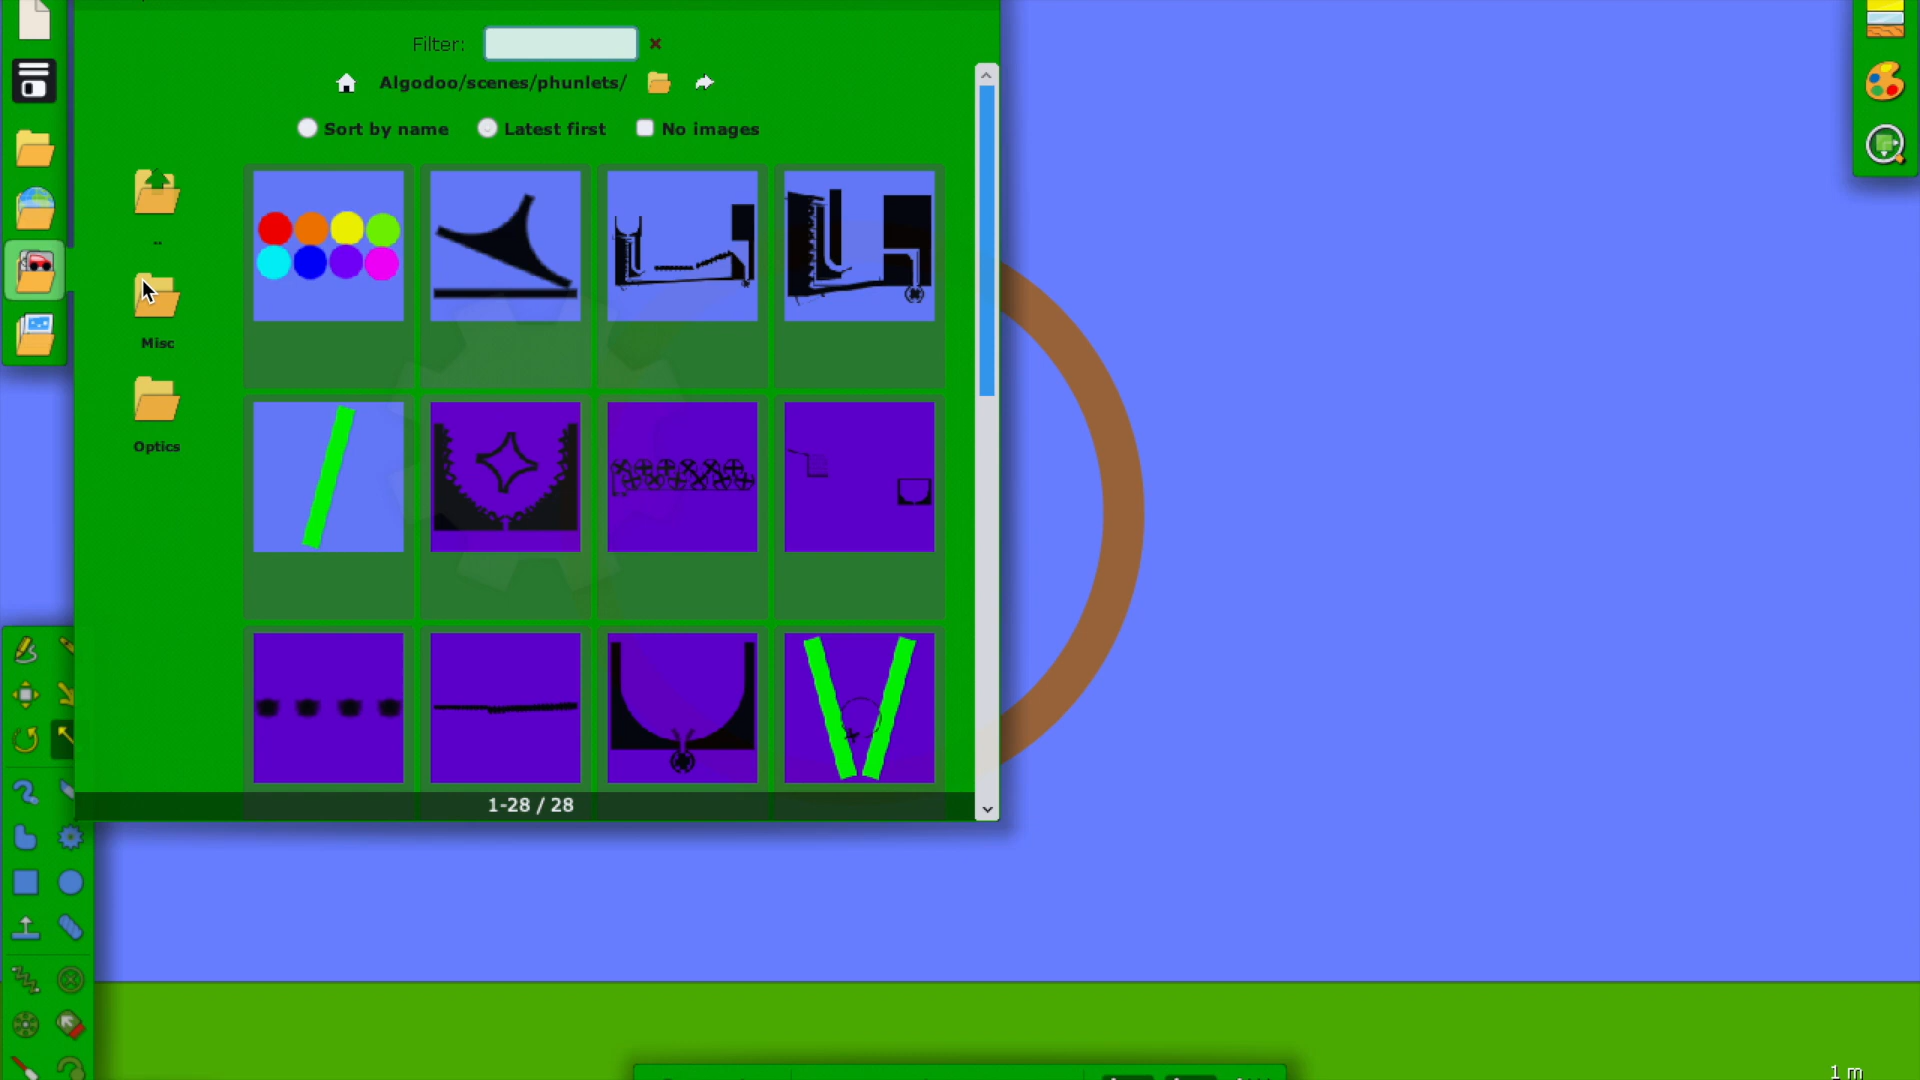 Filter:
Algodoo/scenes/phunlets/
Sort by name
Latest first
No images
..
Misc
Optics
1-28 / 28
1 m